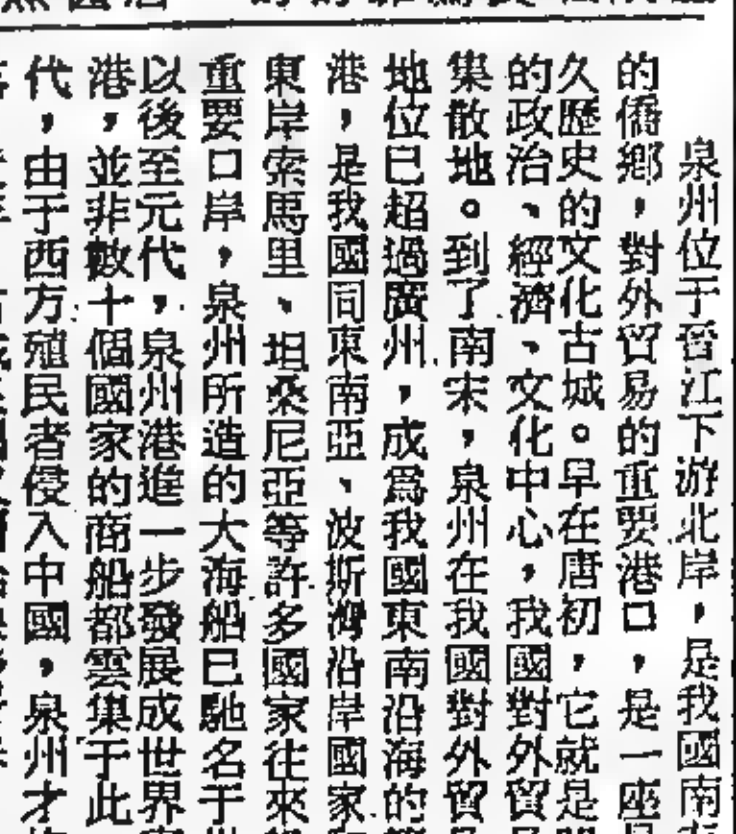 泉州位于晉江下游北岸，是我國南
的僑鄉，對外貿易的重要港口，是一座
久歷史的文化古城。早在唐初，它就是
的政治、經濟、文化中心，我國對外貿
集散地。到了南宋，泉州在我國對外貿
地位已超過廣州，成爲我國東南沿海的
港，是我國同東南亞、波斯灣沿岸國家
東岸索馬里、坦桑尼亞等許多國家往來
重要口岸，泉州所造的大海船已馳名于
以後至元代，泉州港進一步發展成世界
港，並非數十個國家的商船都雲集于此
代，由于西方殖民者侵入中國，泉州才